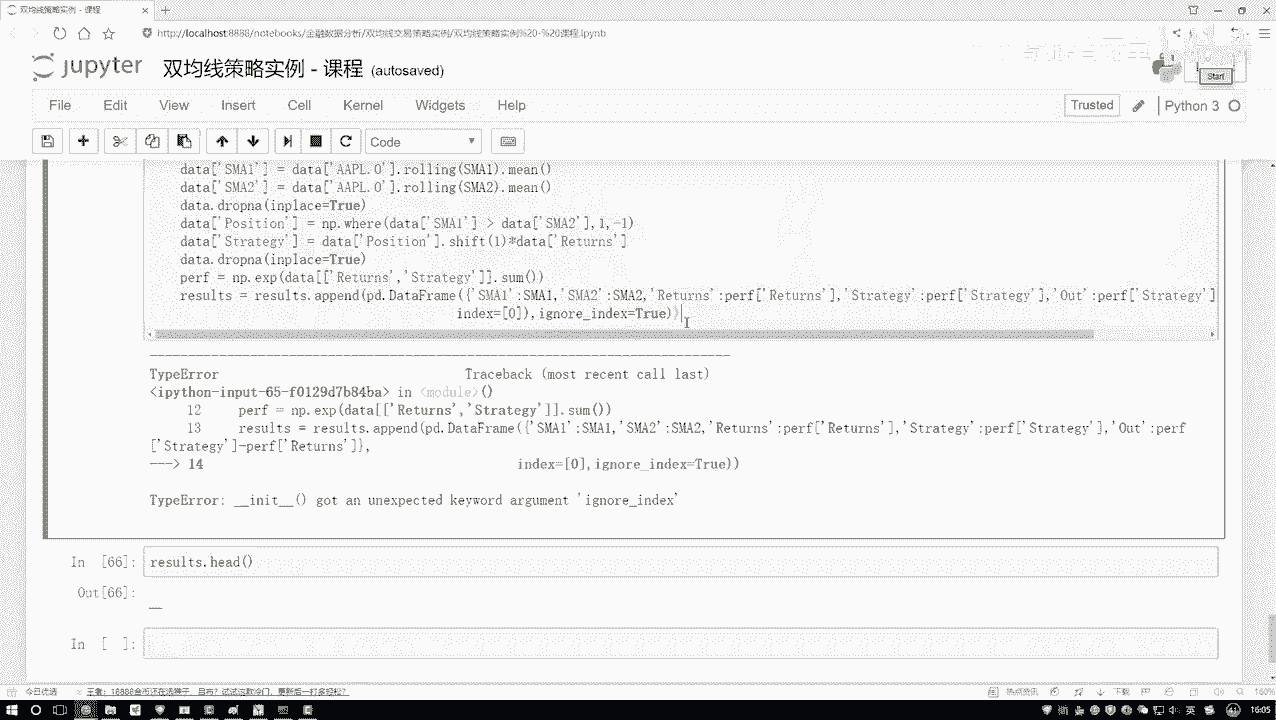 双均线策略实例 - 课程
http://localhost:8888/notebooks/金融数据分析/双均线交易策略实例/双均线策略实例%20-%20课程.ipynb
jupyter 双均线策略实例 - 课程 (autosaved)
Start
File Edit View Insert Cell Kernel Widgets Help
Trusted Python 3
Code
data['SMA1'] = data['AAPL.O'].rolling(SMA1).mean()
data['SMA2'] = data['AAPL.O'].rolling(SMA2).mean()
data.dropna(inplace=True)
data['Position'] = np.where(data['SMA1'] > data['SMA2'],1,-1)
data['Strategy'] = data['Position'].shift(1)*data['Returns']
data.dropna(inplace=True)
perf = np.exp(data[['Returns','Strategy']].sum())
results = results.append(pd.DataFrame({'SMA1':SMA1,'SMA2':SMA2,'Returns':perf['Returns'],'Strategy':perf['Strategy'],'Out':perf['Strategy']
index=[0]),ignore_index=True))
---------------------------------------------------------------------------
TypeError Traceback (most recent call last)
<ipython-input-65-f0129d7b84ba> in <module>()
12 perf = np.exp(data[['Returns','Strategy']].sum())
13 results = results.append(pd.DataFrame({'SMA1':SMA1,'SMA2':SMA2,'Returns':perf['Returns'],'Strategy':perf['Strategy'],'Out':perf
['Strategy']-perf['Returns']},
---> 14 index=[0],ignore_index=True))
TypeError: __init__() got an unexpected keyword argument 'ignore_index'
In [66]: results.head()
Out[66]:
In [ ]:
今日优选
热点资讯 下载 160%
英 16:05